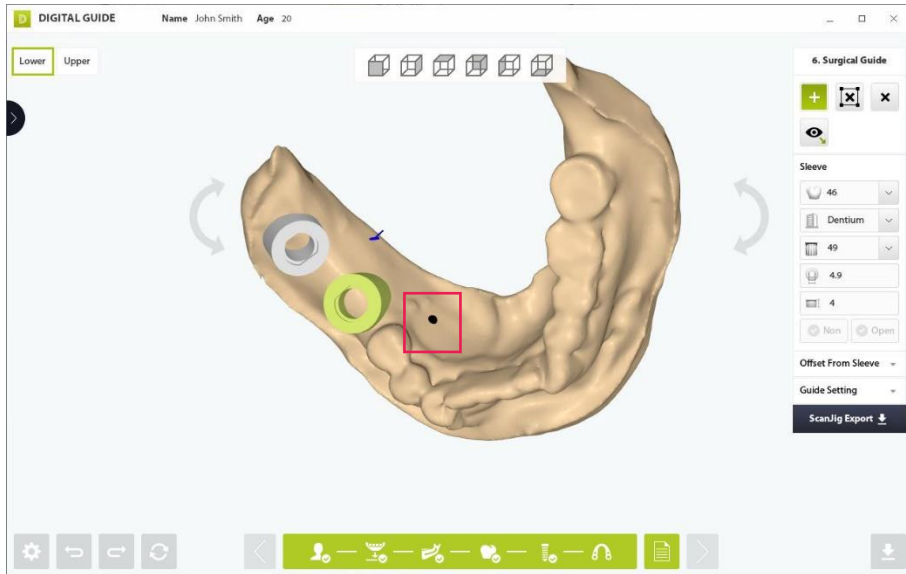 D DIGITAL GUIDE Name John Smith Age 20
Lower Upper
6. Surgical Guide
Sleeve
46
Dentium
49
4.9
4
Non Open
Offset From Sleeve
Guide Setting
ScanJig Export